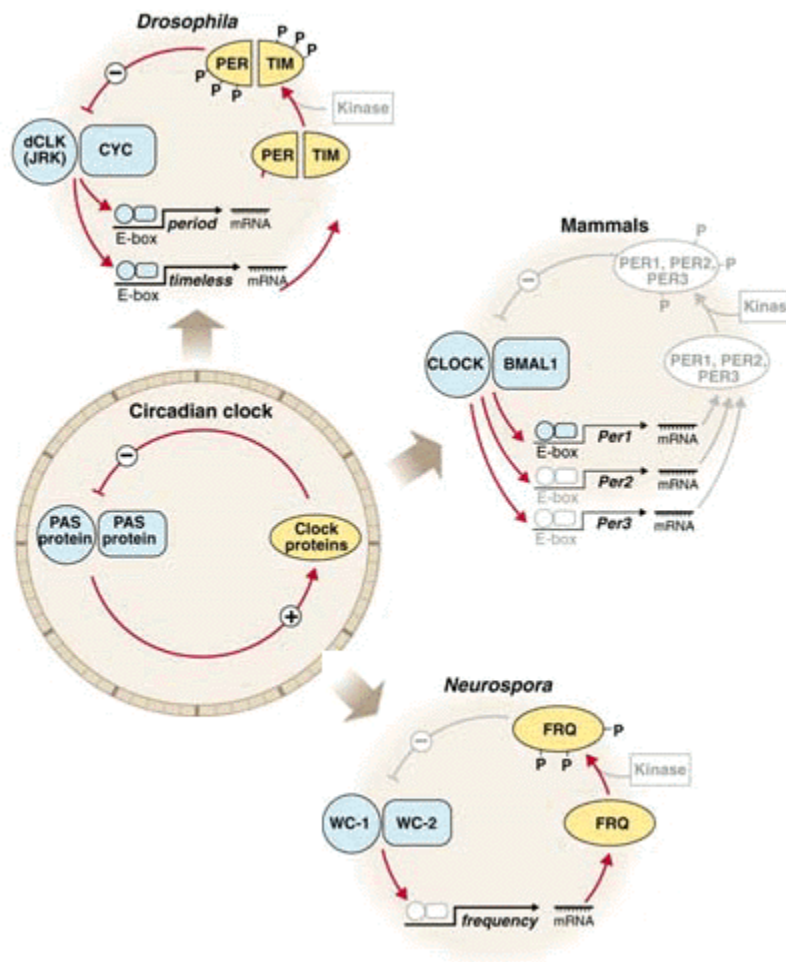 Drosophila
P
P
P
PER
TIM
P
P
P
Kinase
dCLK
(JRK)
CYC
PER
TIM
period
mRNA
E-box
timeless
mRNA
E-box
Mammals
P
PER1, PER2,
PER3
P
P
Kinas
CLOCK
BMAL1
PER1, PER2,
PER3
Per1
mRNA
E-box
Per2
mRNA
E-box
Per3
mRNA
E-box
Circadian clock
PAS
protein
PAS
protein
Clock
proteins
Neurospora
FRQ
P
P
P
Kinase
WC-1
WC-2
FRQ
frequency
mRNA